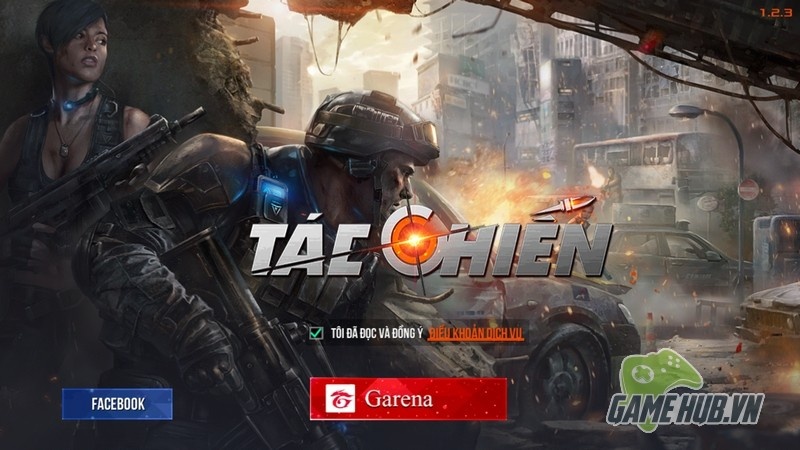 1.2.3
TÁC CHIẾN
TÔI ĐÃ ĐỌC VÀ ĐỒNG Ý ĐIỀU KHOẢN DỊCH VỤ
FACEBOOK
Garena
GAMEHUB.VN